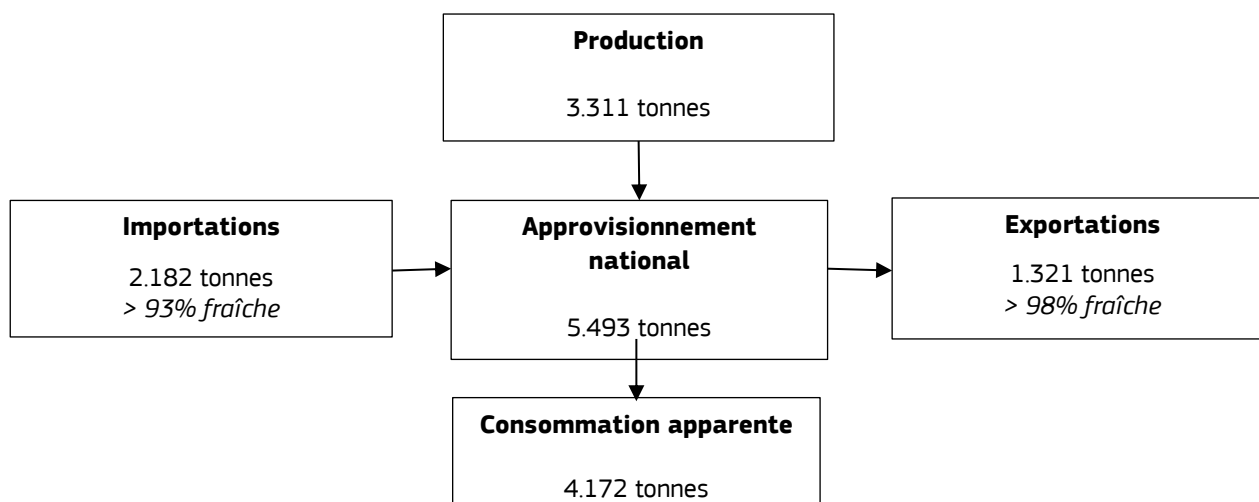 Production
3.311 tonnes
Importations
2.182 tonnes
> 93% fraîche
Approvisionnement
national
5.493 tonnes
Exportations
1.321 tonnes
> 98% fraîche
Consommation apparente
4.172 tonnes